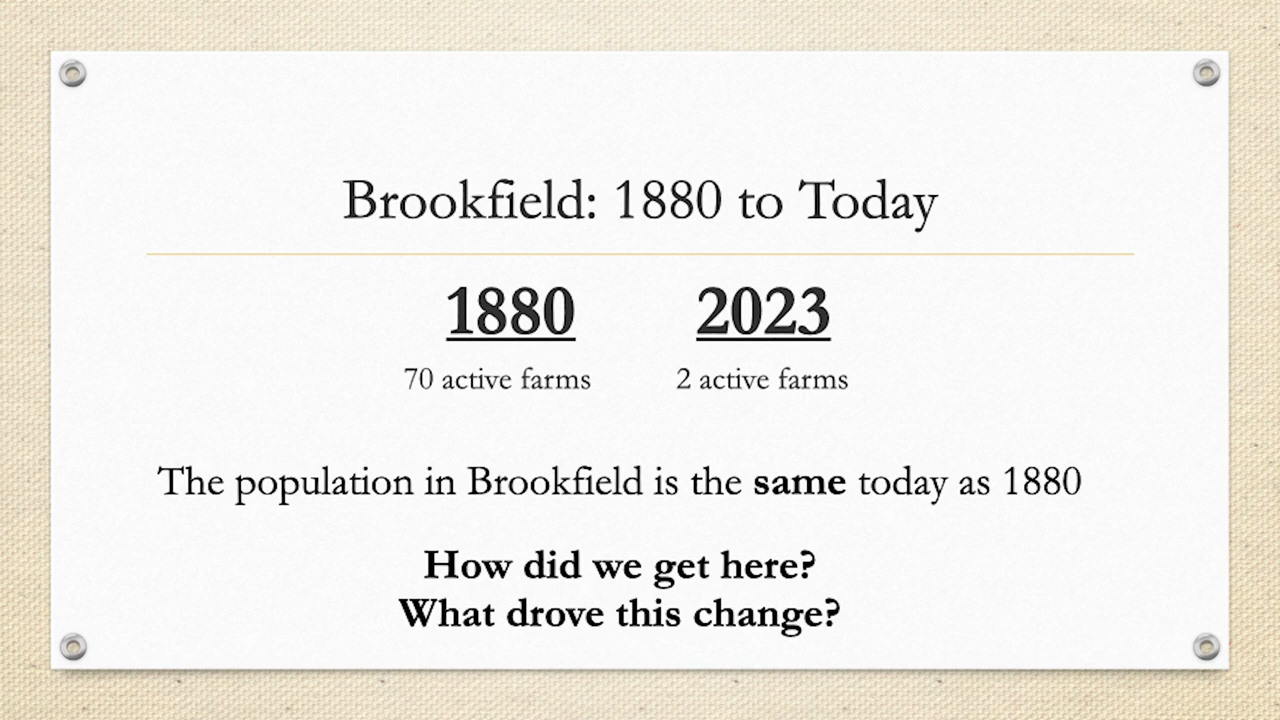 Brookfield: 1880 to Today
1880 2023
70 active farms 2 active farms
The population in Brookfield is the same today as 1880
How did we get here?
What drove this change?